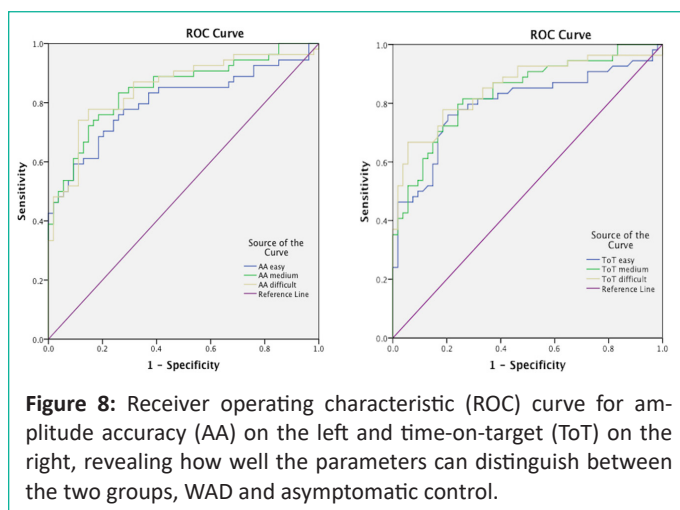 ROC Curve
1.0
0.8
0.6
0.4
0.2
0.0
Sensitivity
0.0 0.2 0.4 0.6 0.8 1.0
1 - Specificity
Source of the
Curve
AA easy
AA medium
AA difficult
Reference Line
ROC Curve
1.0
0.8
0.6
0.4
0.2
0.0
Sensitivity
0.0 0.2 0.4 0.6 0.8 1.0
1 - Specificity
Source of the
Curve
ToT easy
ToT medium
ToT difficult
Reference Line
Figure 8: Receiver operating characteristic (ROC) curve for am-
plitude accuracy (AA) on the left and time-on-target (ToT) on the
right, revealing how well the parameters can distinguish between
the two groups, WAD and asymptomatic control.